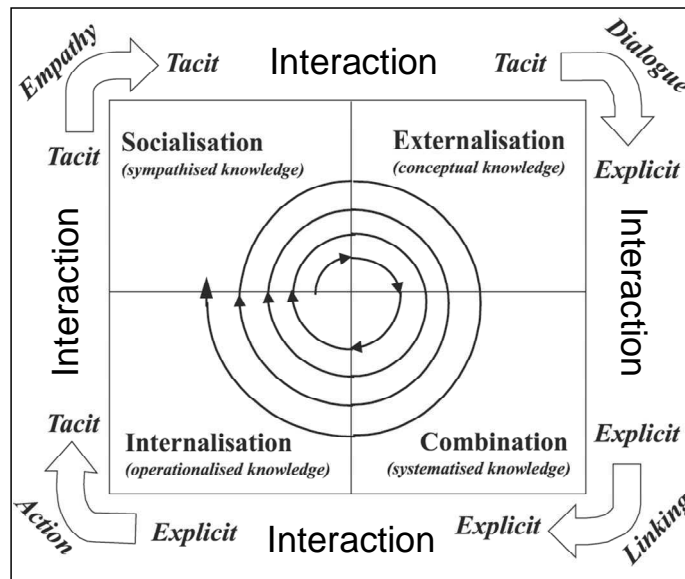 Empathy
Tacit
Interaction
Tacit
Dialogue
Tacit
Explicit
Socialisation
(sympathised knowledge)
Externalisation
(conceptual knowledge)
Interaction
Interaction
Tacit
Internalisation
(operationalised knowledge)
Combination
(systematised knowledge)
Explicit
Action
Explicit
Interaction
Explicit
Linking